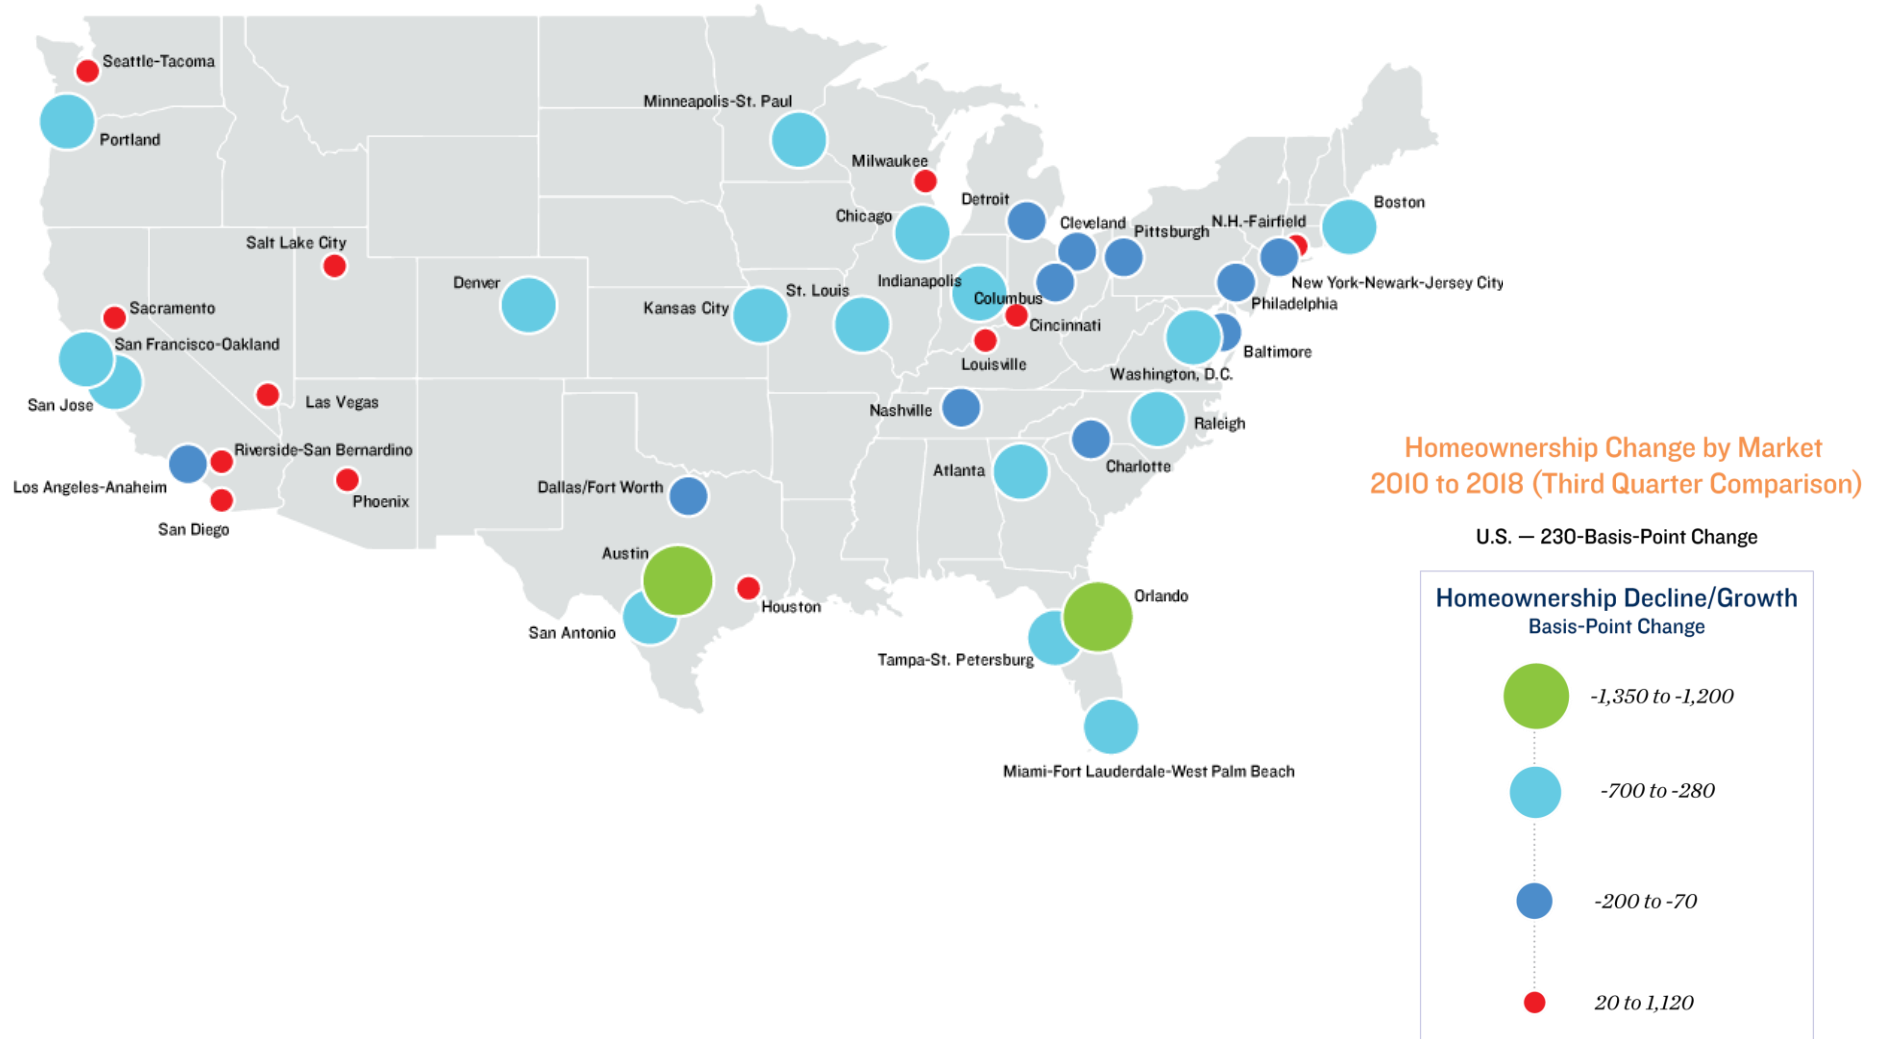 Seattle-Tacoma
Portland
Minneapolis-St. Paul
Milwaukee
Chicago
Detroit
Cleveland
Pittsburgh
N.H.-Fairfield
Boston
New York-Newark-Jersey City
Philadelphia
Baltimore
Washington, D.C.
Salt Lake City
Denver
Kansas City
St. Louis
Indianapolis
Columbus
Cincinnati
Louisville
Sacramento
San Francisco-Oakland
San Jose
Las Vegas
Riverside-San Bernardino
Los Angeles-Anaheim
San Diego
Phoenix
Nashville
Raleigh
Charlotte
Atlanta
Dallas/Fort Worth
Austin
Houston
San Antonio
Orlando
Tampa-St. Petersburg
Miami-Fort Lauderdale-West Palm Beach
Homeownership Change by Market
2010 to 2018 (Third Quarter Comparison)
U.S. — 230-Basis-Point Change
Homeownership Decline/Growth
Basis-Point Change
-1,350 to -1,200
-700 to -280
-200 to -70
20 to 1,120